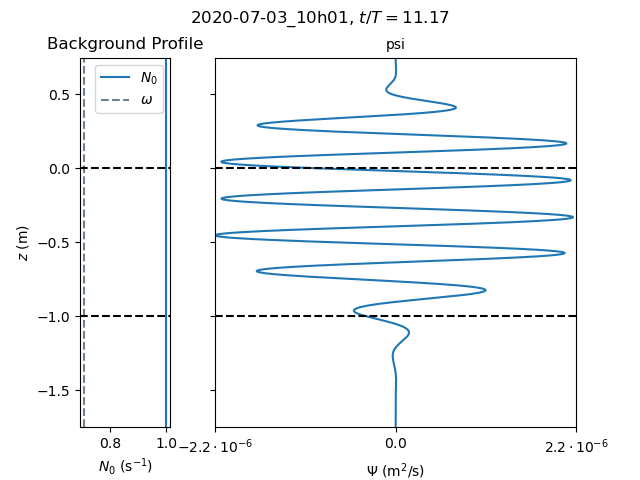 2020-07-03_10h01, t/T = 11.17
Background Profile
psi
N₀
ω
z (m)
0.5
0.0
−0.5
−1.0
−1.5
0.8
1.0
−2.2 · 10⁻⁶
0.0
2.2 · 10⁻⁶
N₀ (s⁻¹)
Ψ (m²/s)